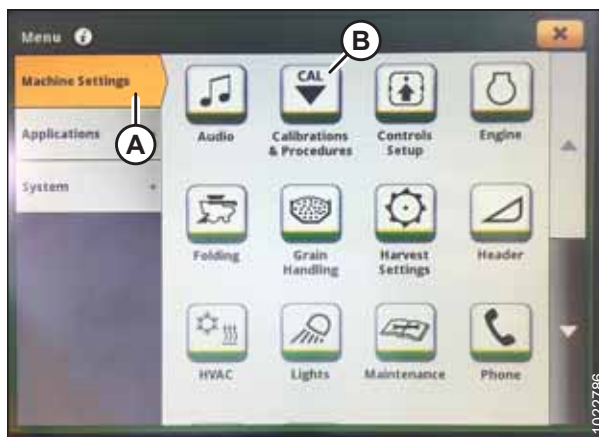 Menu i
B
Machine Settings
A
Applications
System
CAL
Audio
Calibrations
& Procedures
Controls
Setup
Engine
Folding
Grain
Handling
Harvest
Settings
Header
HVAC
Lights
Maintenance
Phone
1022786